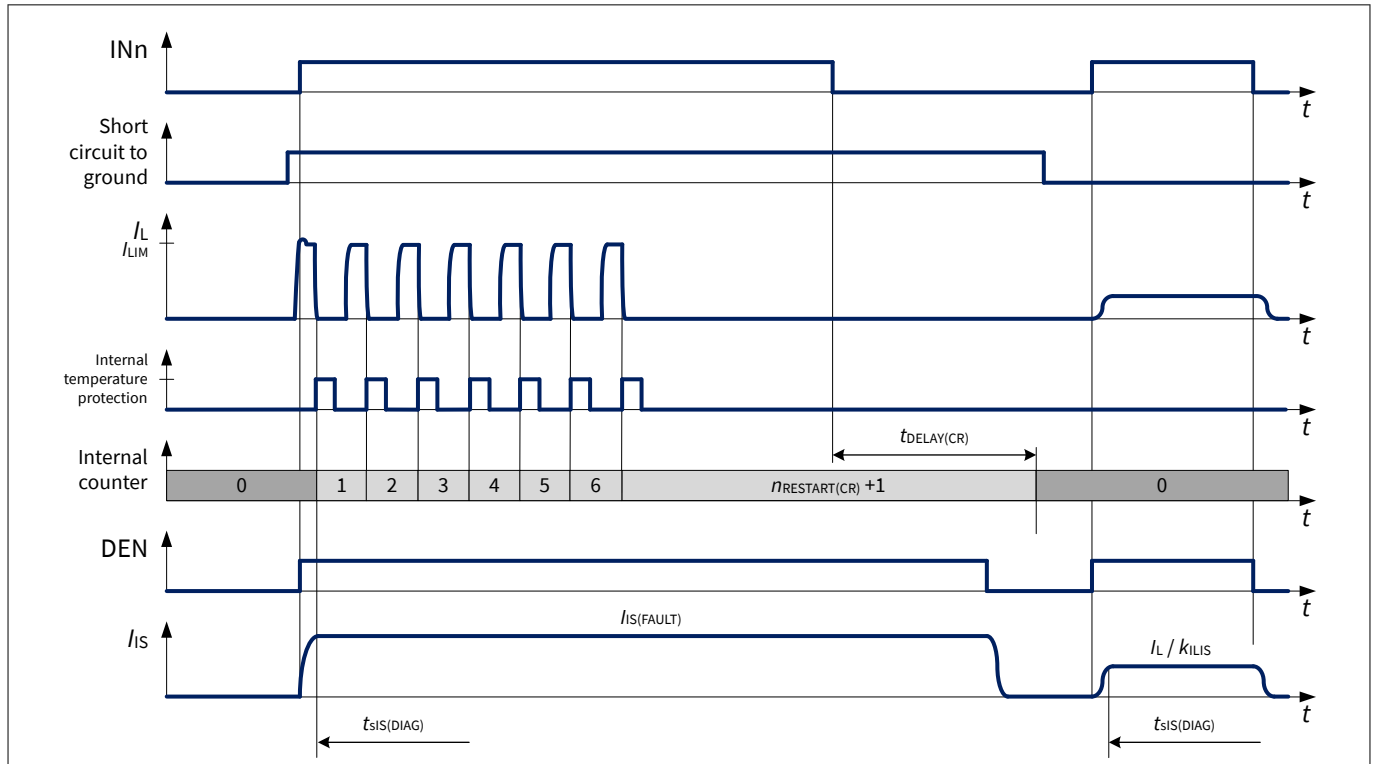 INn
t
Short
circuit to
ground
t
IL
ILIM
t
Internal
temperature
protection
t
tDELAY(CR)
Internal
counter
0 1 2 3 4 5 6 nRESTART(CR) +1 0
t
DEN
t
IIS(FAULT)
IIS
IL / kILIS
t
tsIS(DIAG) tsIS(DIAG)